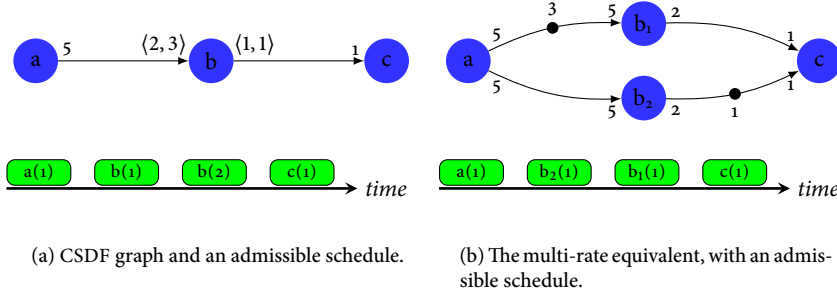 a 5 ⟨2, 3⟩ b ⟨1, 1⟩ 1 c
a(1) b(1) b(2) c(1) time
(a) CSDF graph and an admissible schedule.
3
5 5 b₁ 2 1
a c
5 5 b₂ 2 1 1
a(1) b₂(1) b₁(1) c(1) time
(b) The multi-rate equivalent, with an admis-
sible schedule.